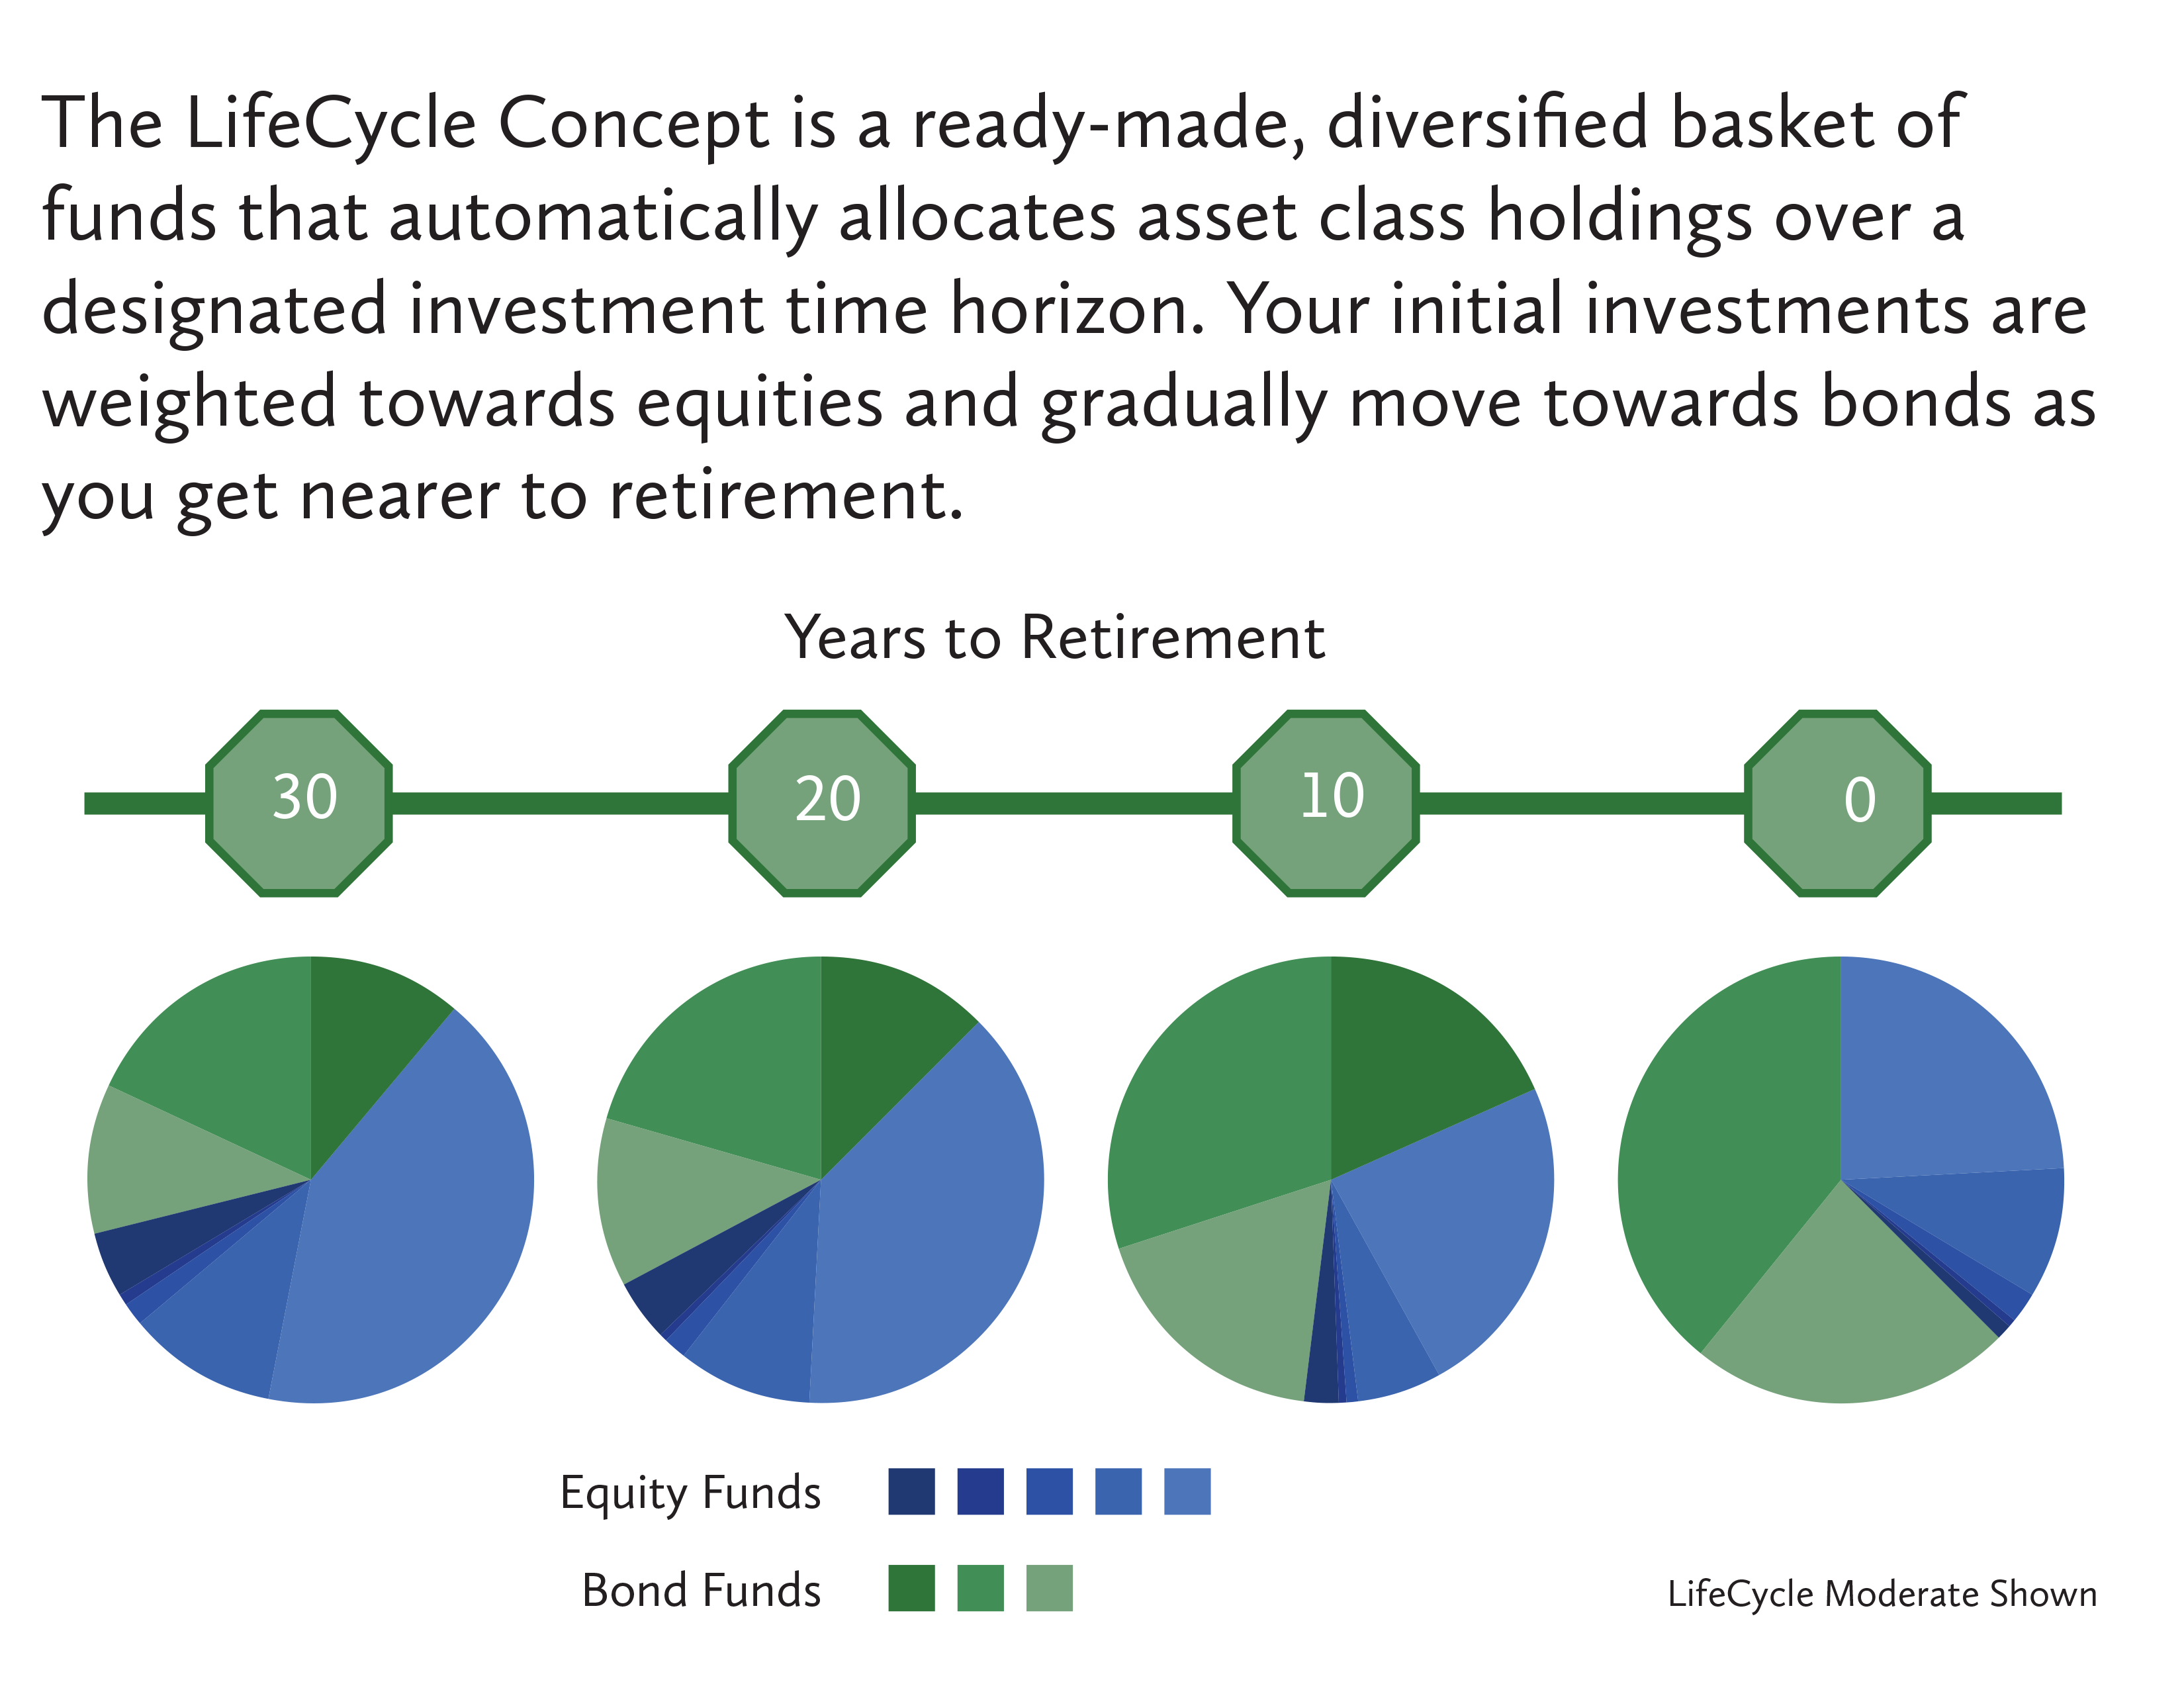 The LifeCycle Concept is a ready-made, diversified basket of
funds that automatically allocates asset class holdings over a
designated investment time horizon. Your initial investments are
weighted towards equities and gradually move towards bonds as
you get nearer to retirement.
Years to Retirement
30 20 10 0
Equity Funds
Bond Funds
LifeCycle Moderate Shown